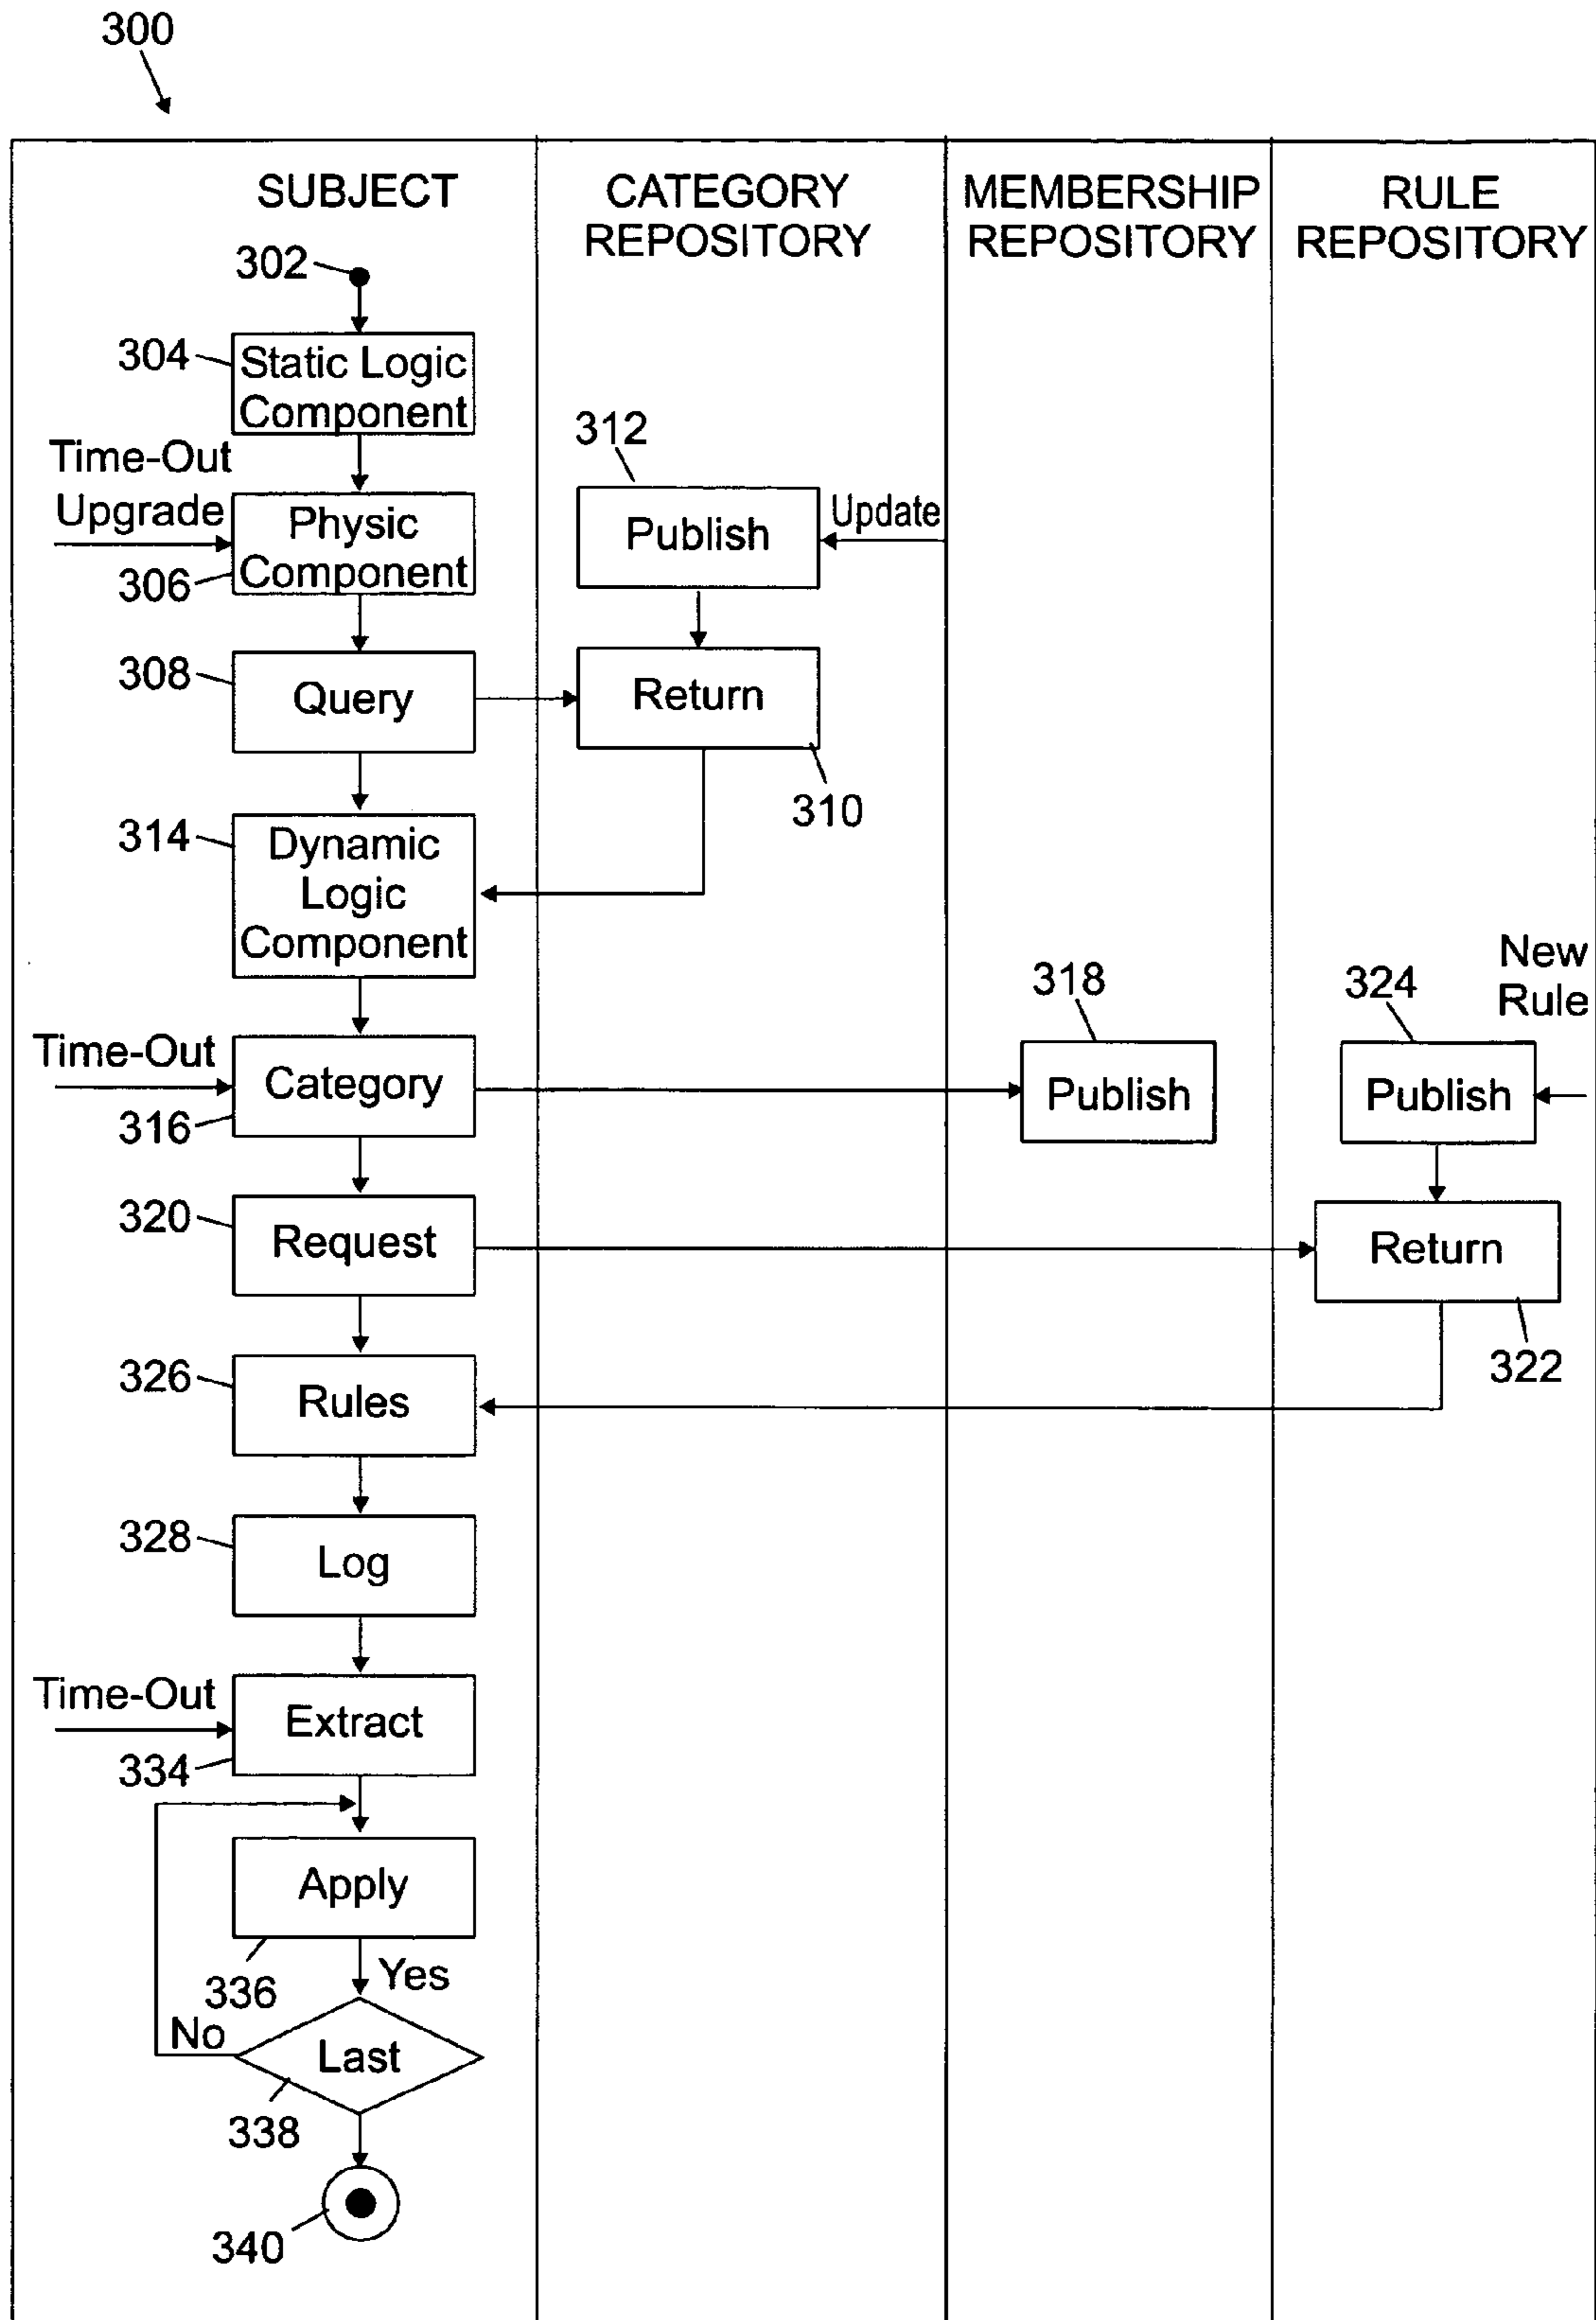 300
SUBJECT
CATEGORY
REPOSITORY
MEMBERSHIP
REPOSITORY
RULE
REPOSITORY
302
304
Static Logic
Component
Time-Out
Upgrade
Physic
Component
306
312
Publish
Update
308
Query
Return
310
314
Dynamic
Logic
Component
New
Rule
318
324
Time-Out
Category
316
Publish
Publish
320
Request
Return
322
326
Rules
328
Log
Time-Out
Extract
334
Apply
336
Yes
No
Last
338
340